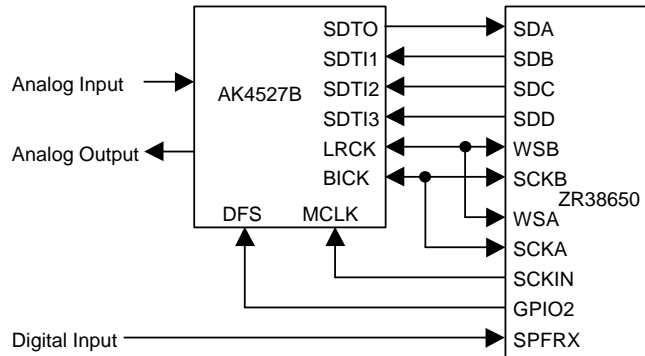 SDTO SDA
SDTI1 SDB
Analog Input AK4527B SDTI2 SDC
SDTI3 SDD
Analog Output LRCK WSB
BICK SCKB
ZR38650
DFS MCLK WSA
SCKA
SCKIN
GPIO2
Digital Input SPFRX